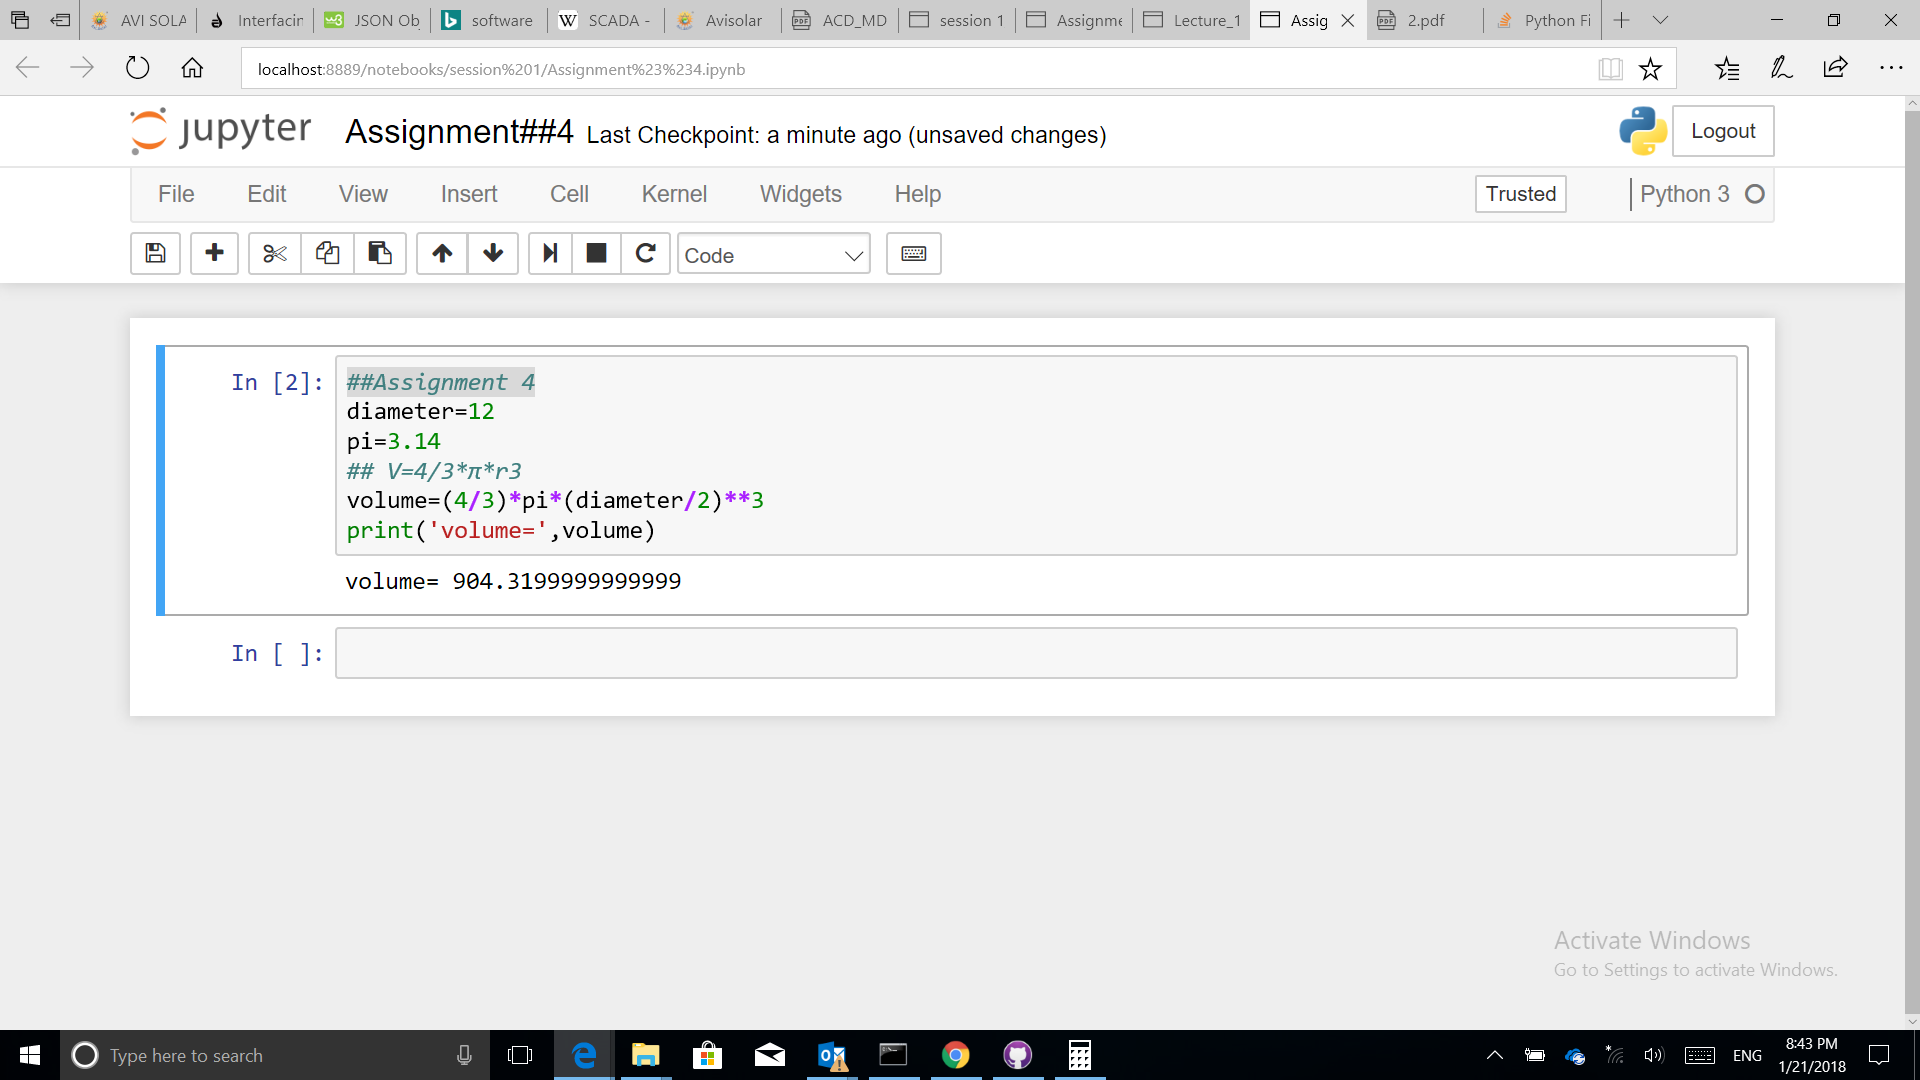 AVI SOLA
Interfacin
JSON Ob
software
SCADA -
Avisolar
ACD_MD
session 1
Assignme
Lecture_1
Assig
2.pdf
Python Fi
localhost:8889/notebooks/session%201/Assignment%23%234.ipynb
jupyter Assignment##4 Last Checkpoint: a minute ago (unsaved changes)
Logout
File Edit View Insert Cell Kernel Widgets Help
Trusted
Python 3
Code
In [2]:
##Assignment 4
diameter=12
pi=3.14
## V=4/3*π*r3
volume=(4/3)*pi*(diameter/2)**3
print('volume=',volume)
volume= 904.3199999999999
In [ ]:
Activate Windows
Go to Settings to activate Windows.
Type here to search
ENG
8:43 PM
1/21/2018